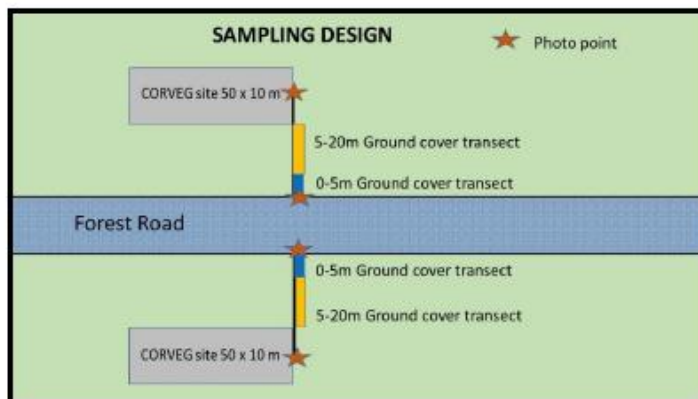 SAMPLING DESIGN
Photo point
CORVEG site 50 x 10 m
5-20m Ground cover transect
0-5m Ground cover transect
Forest Road
0-5m Ground cover transect
5-20m Ground cover transect
CORVEG site 50 x 10 m